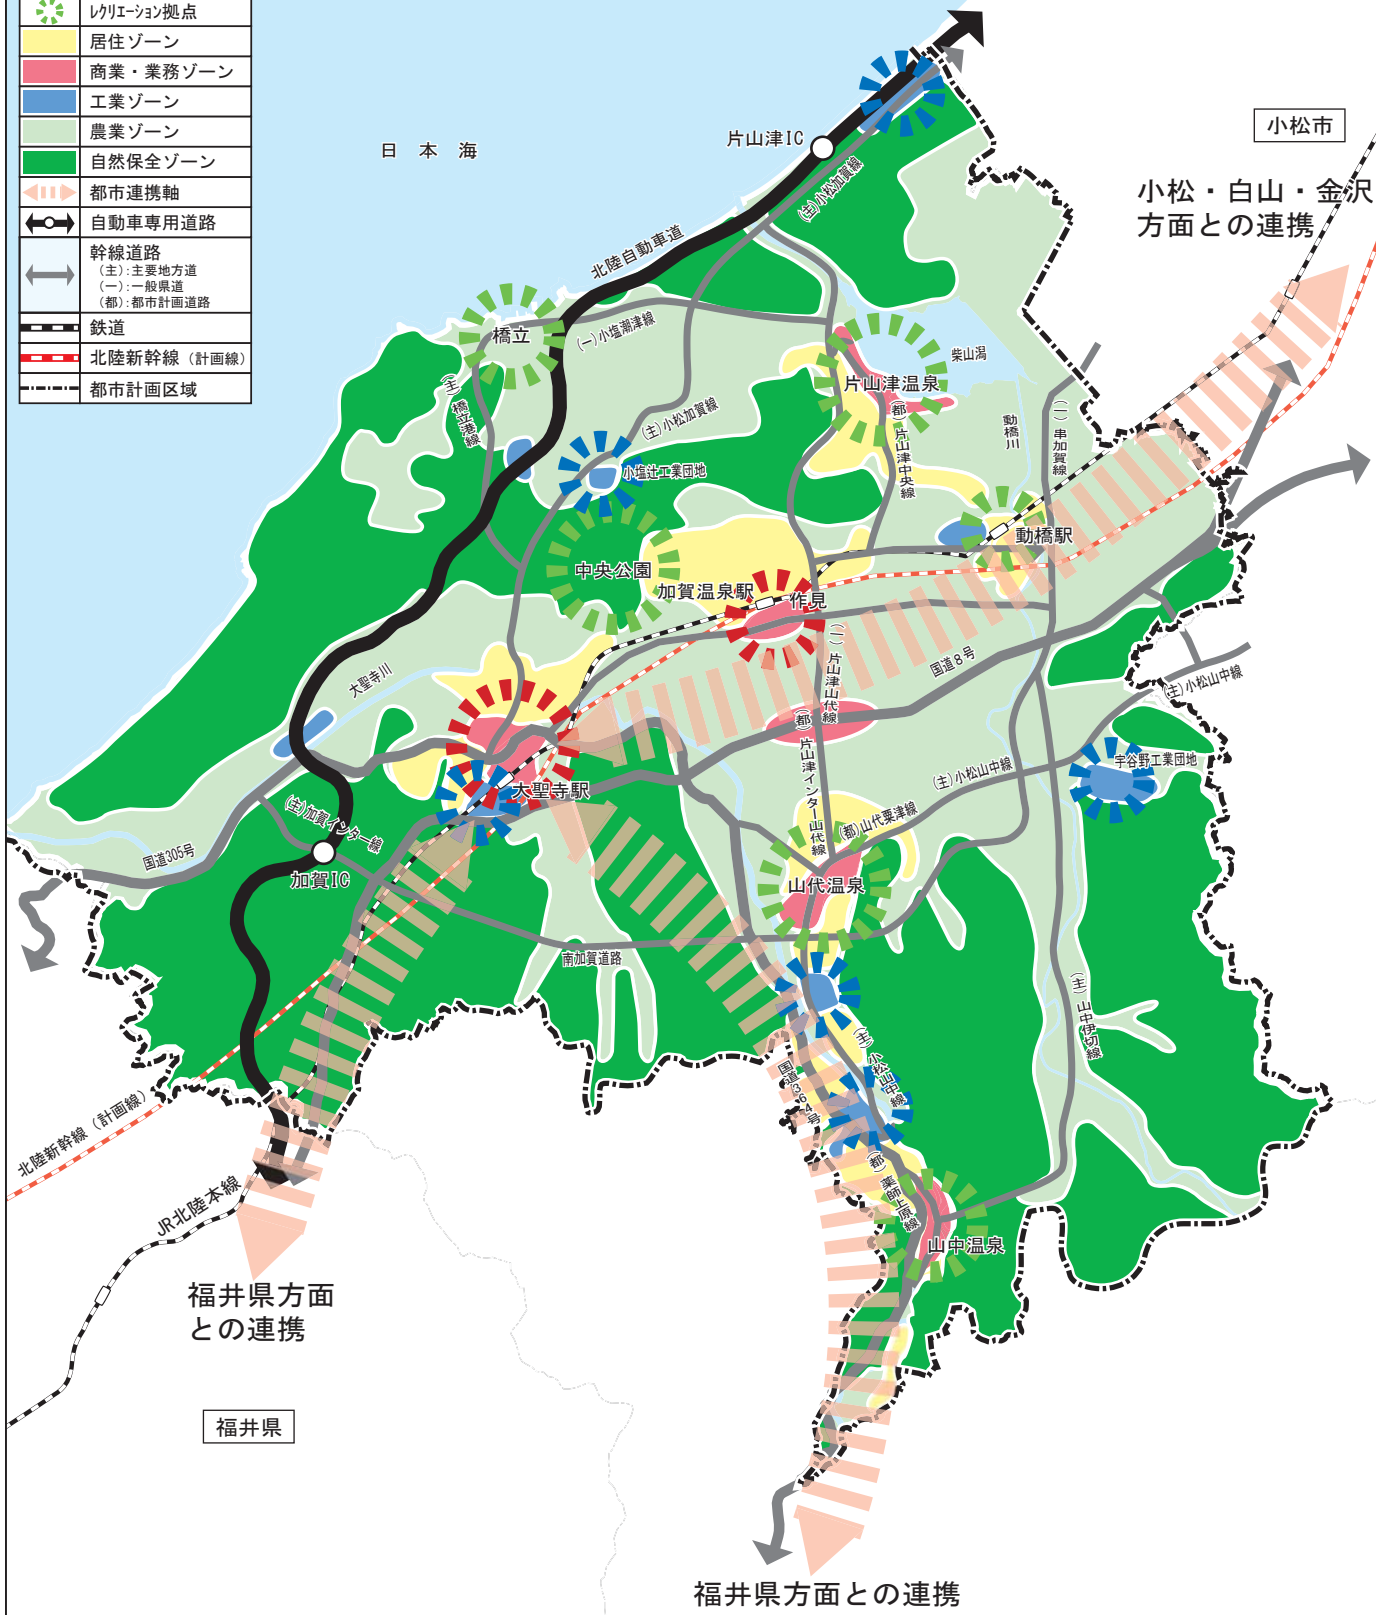 レクリエーション拠点
居住ゾーン
商業・業務ゾーン
工業ゾーン
農業ゾーン
自然保全ゾーン
都市連携軸
自動車専用道路
幹線道路
(主):主要地方道
(一):一般県道
(都):都市計画道路
鉄道
北陸新幹線(計画線)
都市計画区域
日本海
片山津IC
小松市
小松・白山・金沢
方面との連携
(主)小松加賀線
北陸自動車道
橋立
(一)小塩潮津線
柴山潟
片山津温泉
(主)橋立港線
(主)小松加賀線
(都)片山津中央線
動橋川
(一)串加賀線
小塩辻工業団地
動橋駅
中央公園
加賀温泉駅
作見
(一)片山津山代線
国道8号
大聖寺川
(主)小松山中線
(都)片山津インター山代線
宇谷野工業団地
(主)小松山中線
大聖寺駅
(主)加賀インター線
(都)山代粟津線
国道305号
加賀IC
山代温泉
南加賀道路
(主)山中伊切線
(主)小松山中線
国道364号
北陸新幹線(計画線)
(都)薬師上原線
JR北陸本線
山中温泉
福井県方面
との連携
福井県
福井県方面との連携